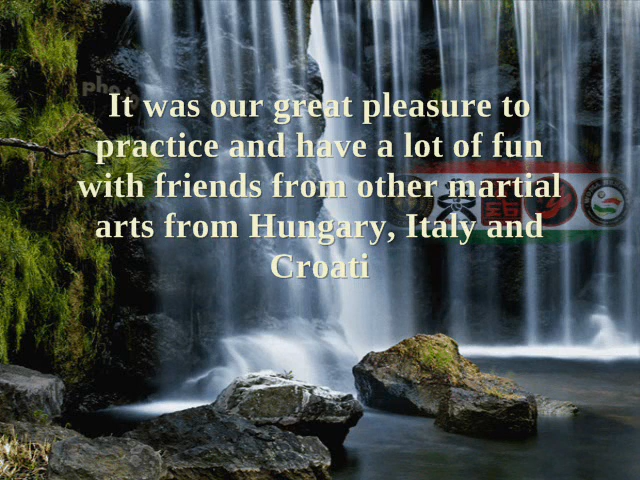 It was our great pleasure to
practice and have a lot of fun
with friends from other martial
arts from Hungary, Italy and
Croati